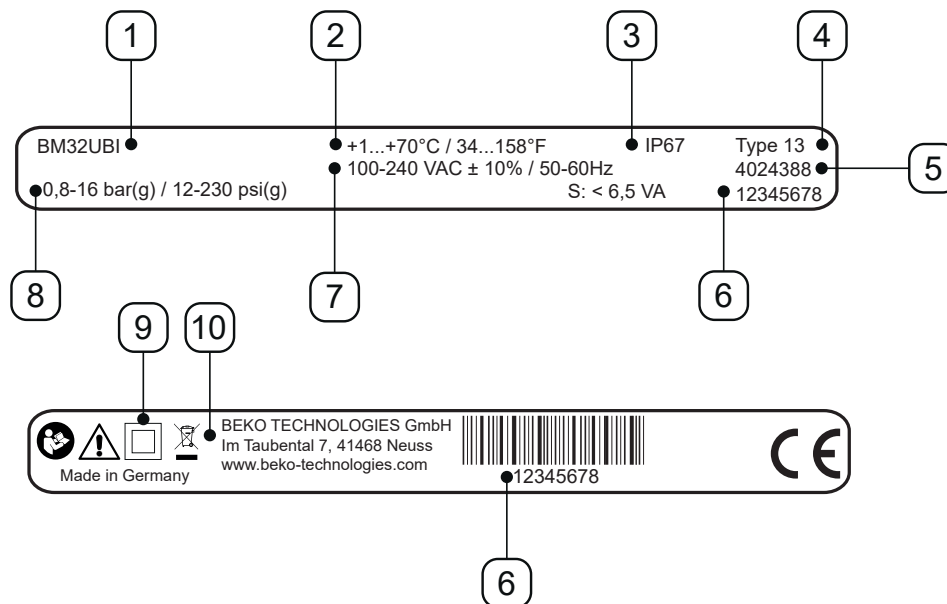 1 2 3 4
BM32UBI +1...+70°C / 34...158°F IP67 Type 13
100-240 VAC ± 10% / 50-60Hz 4024388
5
0,8-16 bar(g) / 12-230 psi(g) S: < 6,5 VA 12345678
8 7 6
9 10
BEKO TECHNOLOGIES GmbH
Im Taubental 7, 41468 Neuss
www.beko-technologies.com
Made in Germany
12345678
CE
6